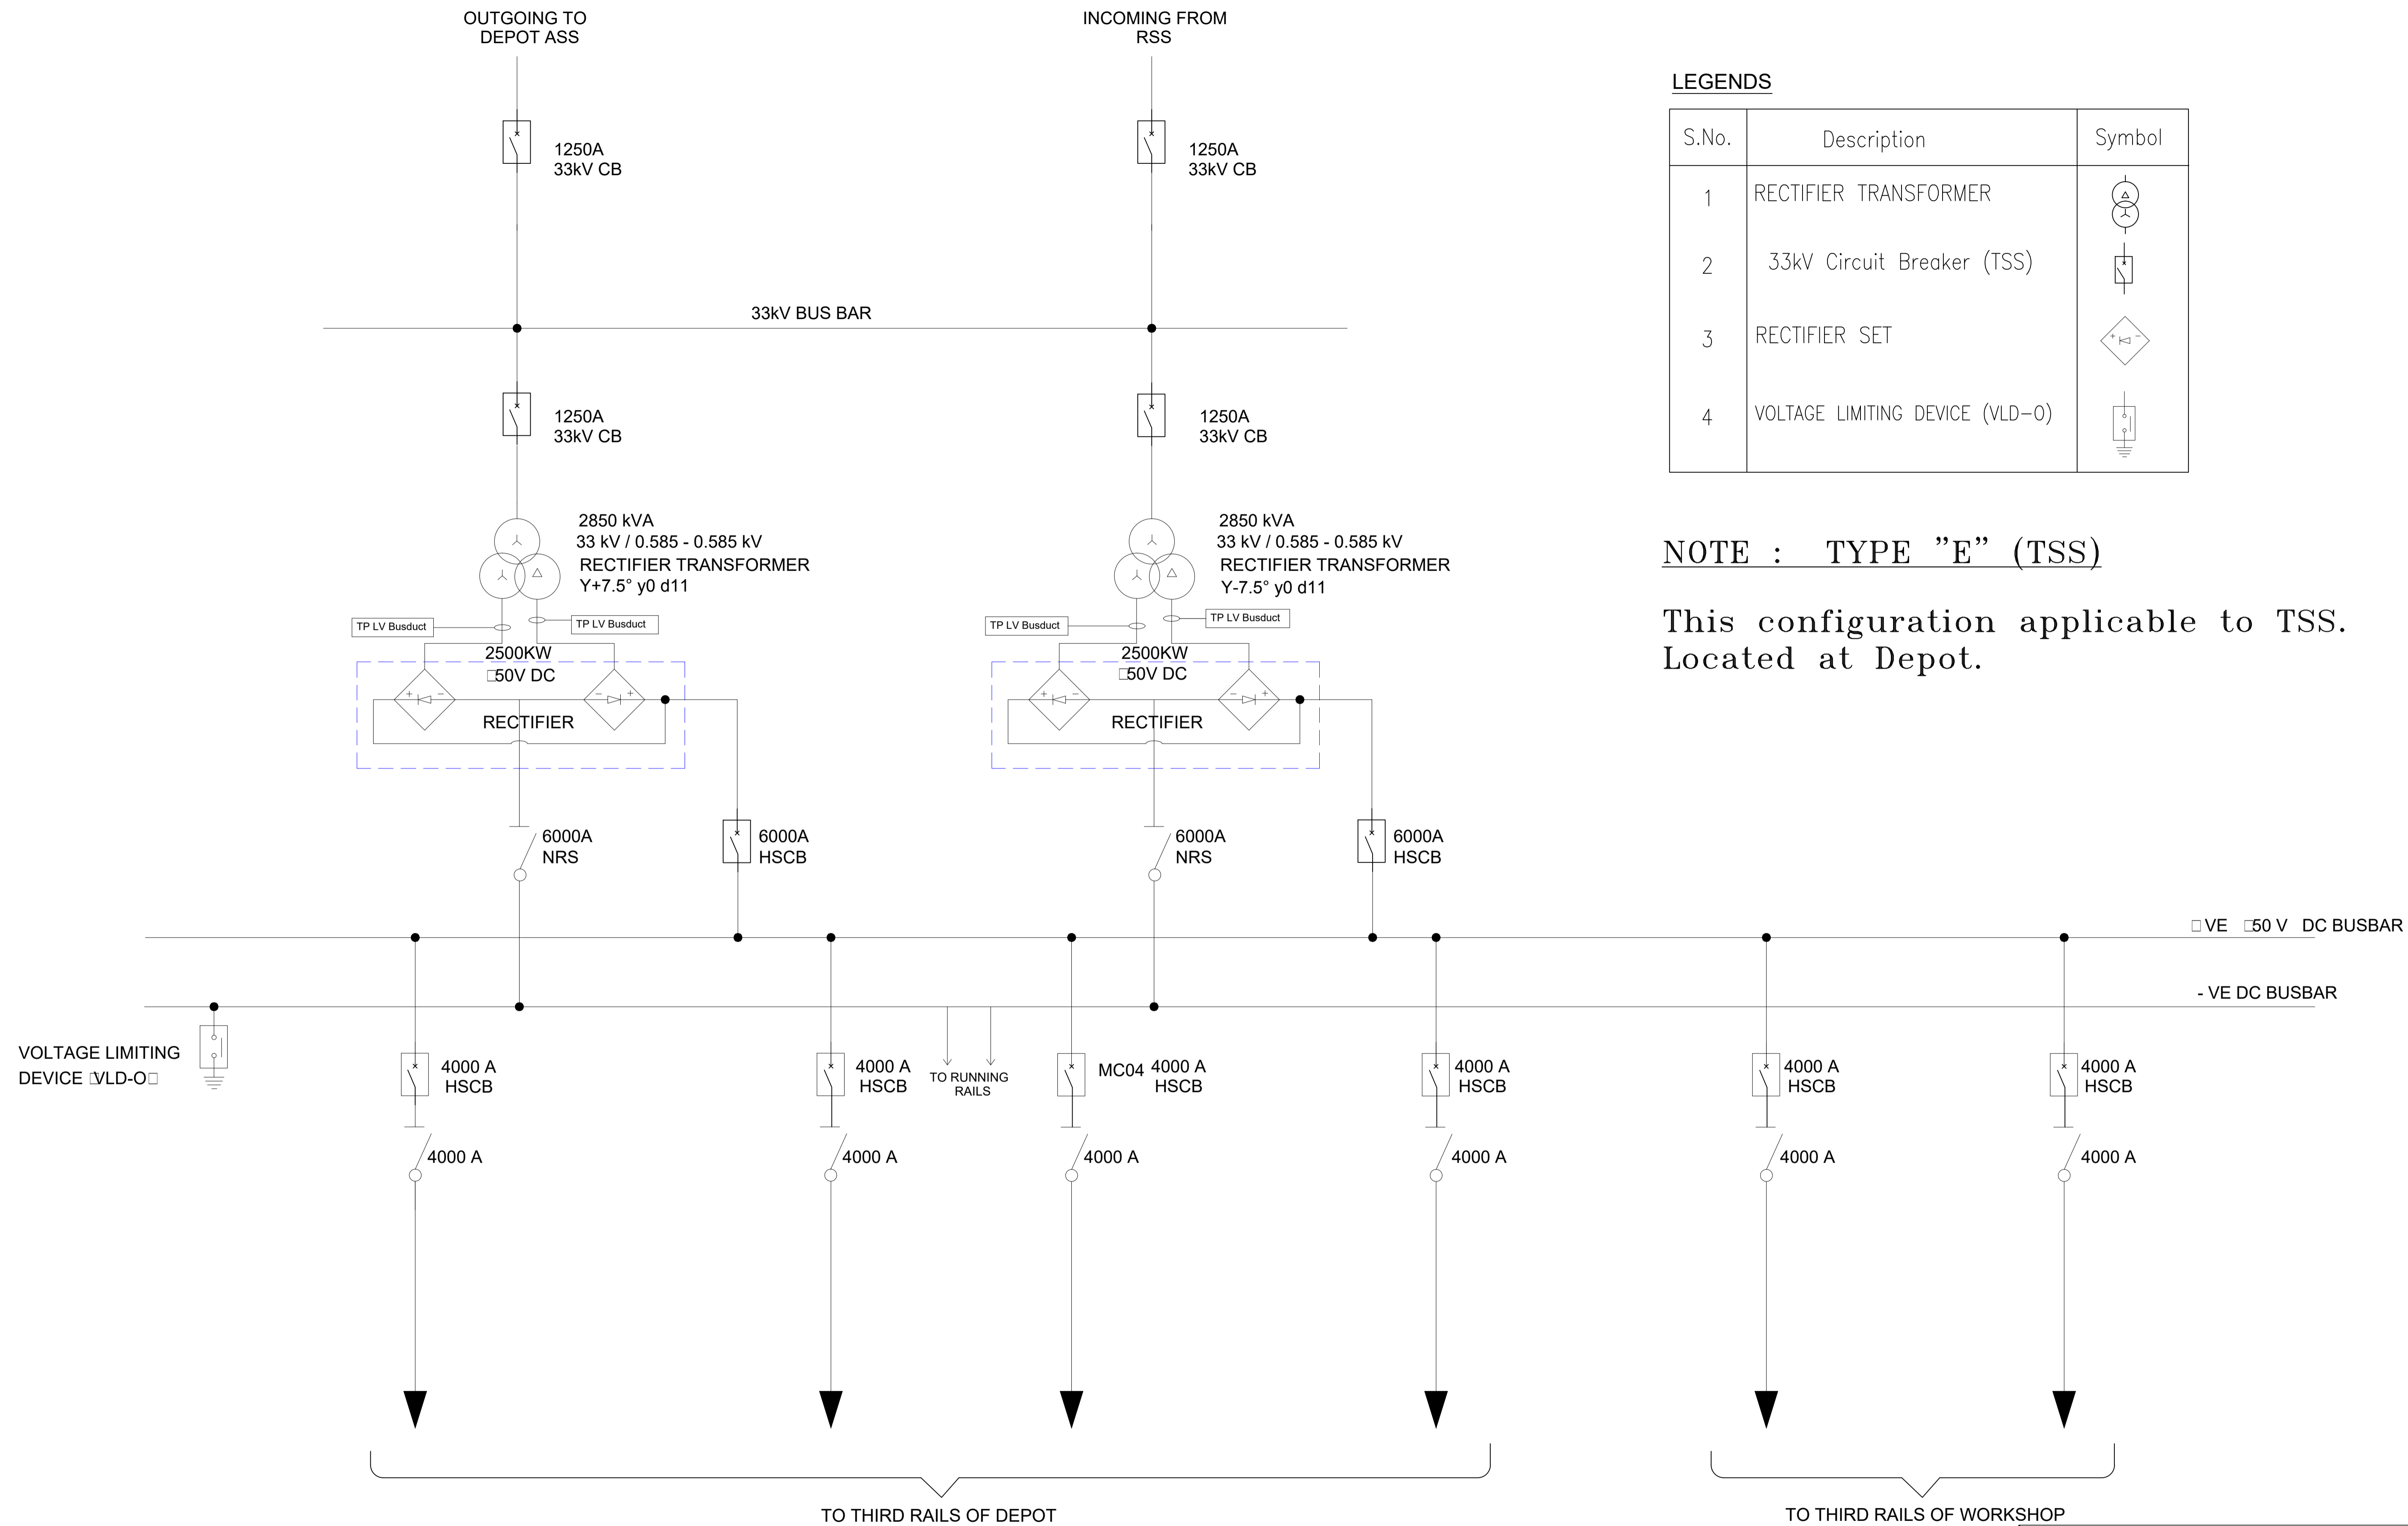 OUTGOING TO
DEPOT ASS
INCOMING FROM
RSS
1250A
33kV CB
1250A
33kV CB
33kV BUS BAR
1250A
33kV CB
1250A
33kV CB
2850 kVA
33 kV / 0.585 - 0.585 kV
RECTIFIER TRANSFORMER
Y+7.5° y0 d11
2850 kVA
33 kV / 0.585 - 0.585 kV
RECTIFIER TRANSFORMER
Y-7.5° y0 d11
TP LV Busduct
TP LV Busduct
TP LV Busduct
TP LV Busduct
2500KW
□50V DC
RECTIFIER
2500KW
□50V DC
RECTIFIER
6000A
NRS
6000A
HSCB
6000A
NRS
6000A
HSCB
□ VE □50 V DC BUSBAR
- VE DC BUSBAR
VOLTAGE LIMITING
DEVICE □VLD-O□
4000 A
HSCB
4000 A
HSCB
TO RUNNING
RAILS
MC04 4000 A
HSCB
4000 A
HSCB
4000 A
HSCB
4000 A
HSCB
4000 A
4000 A
4000 A
4000 A
4000 A
4000 A
TO THIRD RAILS OF DEPOT
TO THIRD RAILS OF WORKSHOP
LEGENDS
S.No. Description Symbol
1 RECTIFIER TRANSFORMER
2 33kV Circuit Breaker (TSS)
3 RECTIFIER SET
4 VOLTAGE LIMITING DEVICE (VLD-O)
NOTE : TYPE "E" (TSS)
This configuration applicable to TSS.
Located at Depot.